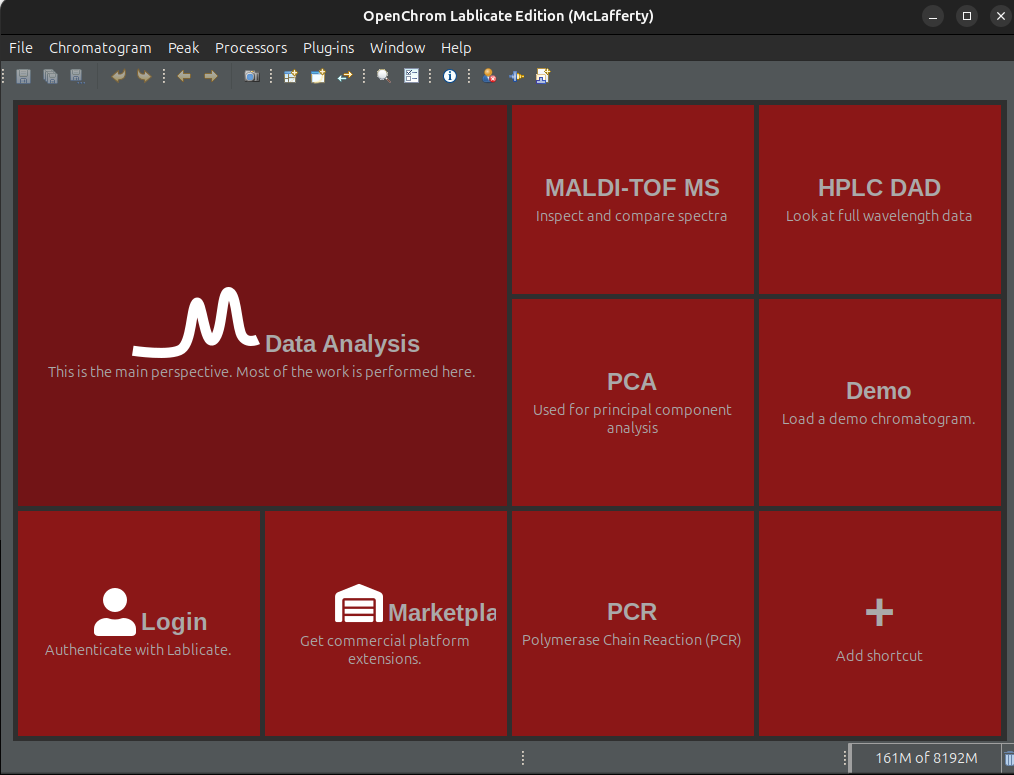 OpenChrom Lablicate Edition (McLafferty)
File Chromatogram Peak Processors Plug-ins Window Help
Data Analysis
This is the main perspective. Most of the work is performed here.
MALDI-TOF MS
Inspect and compare spectra
HPLC DAD
Look at full wavelength data
PCA
Used for principal component
analysis
Demo
Load a demo chromatogram.
Login
Authenticate with Lablicate.
Marketpla
Get commercial platform
extensions.
PCR
Polymerase Chain Reaction (PCR)
Add shortcut
161M of 8192M